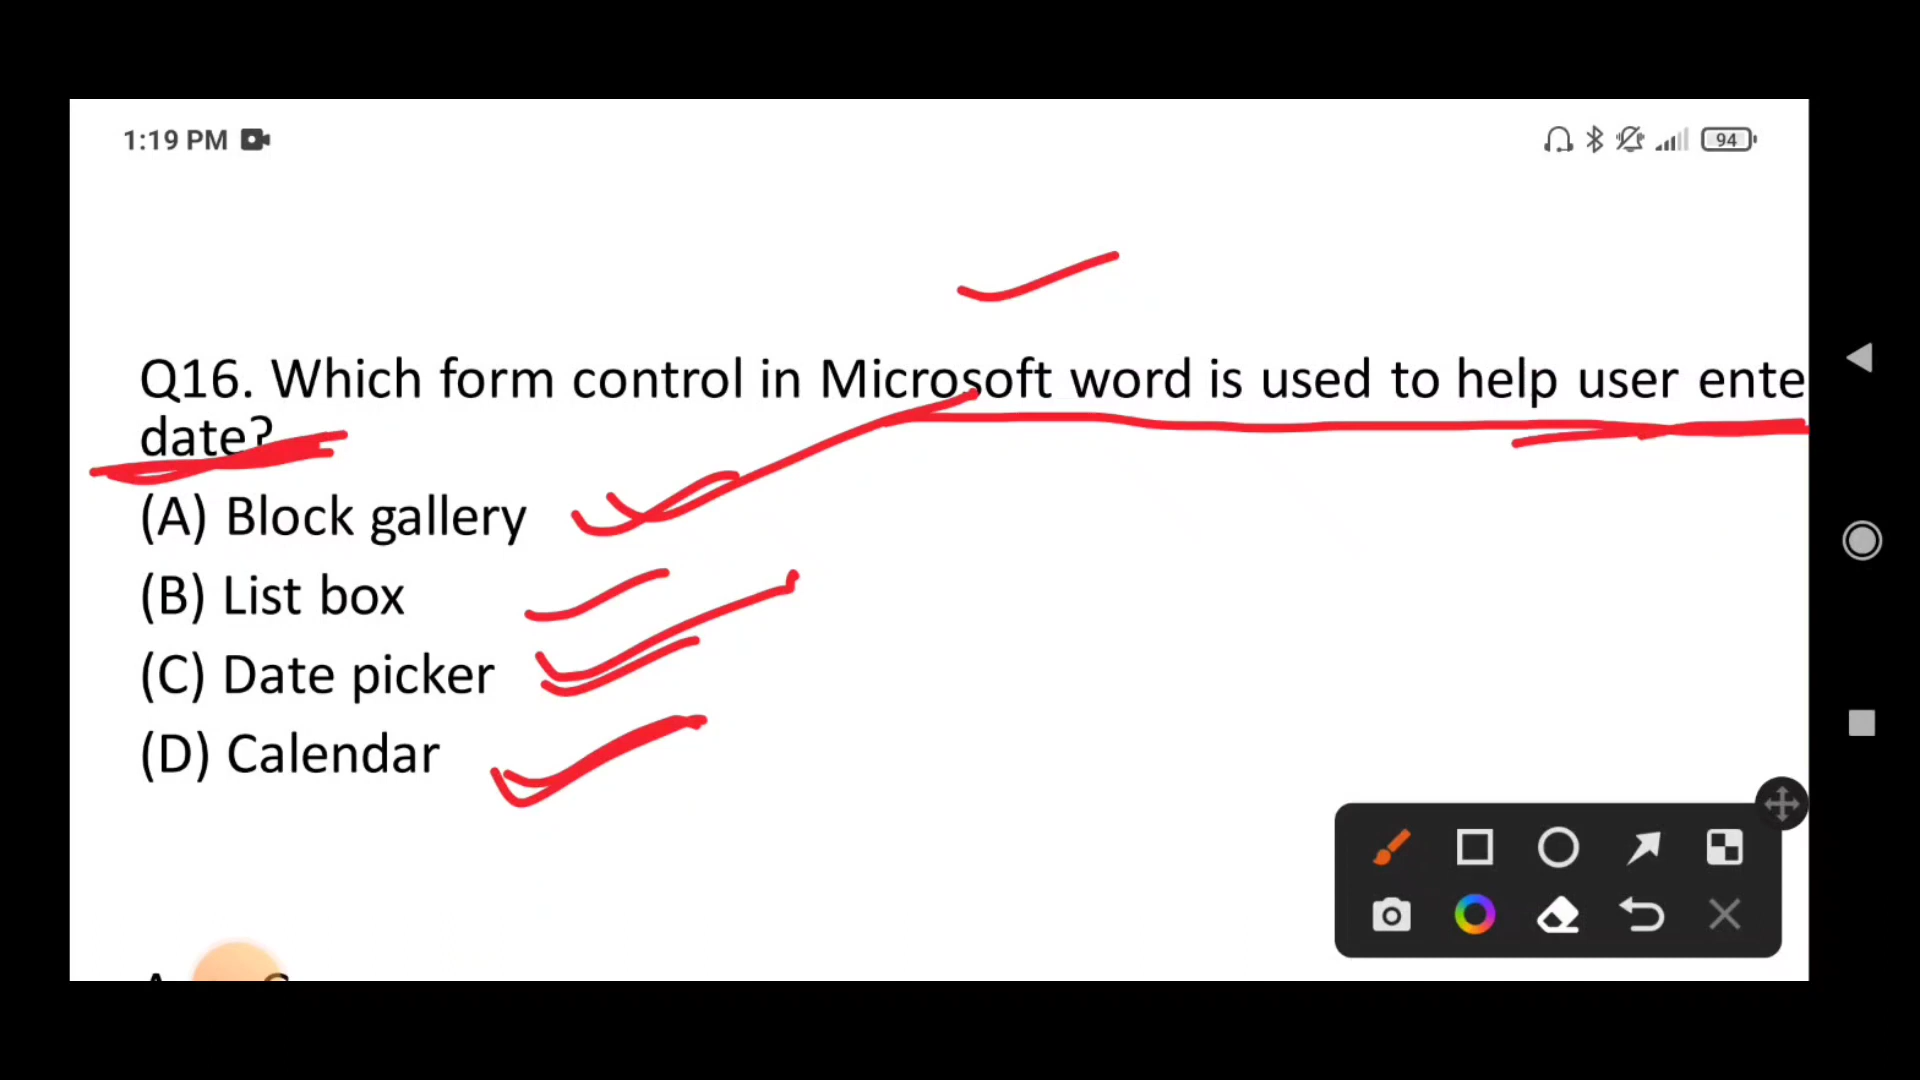 1:19 PM
94
Q16. Which form control in Microsoft word is used to help user ente
date?
(A) Block gallery
(B) List box
(C) Date picker
(D) Calendar